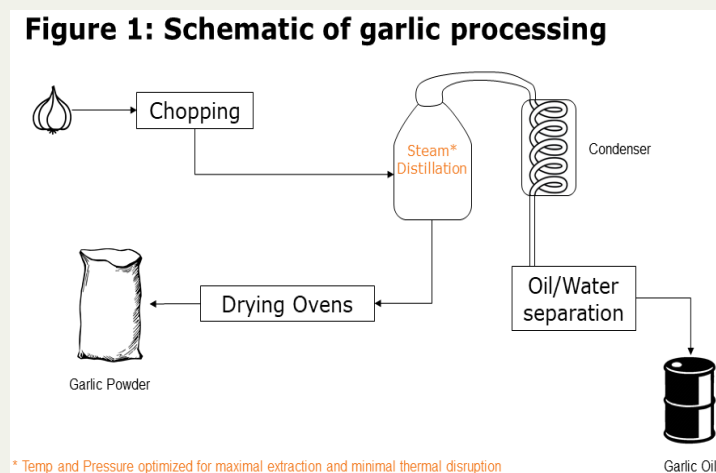 Figure 1: Schematic of garlic processing
Chopping
Steam*
Distillation
Condenser
Oil/Water
separation
Drying Ovens
Garlic Powder
Garlic Oil
* Temp and Pressure optimized for maximal extraction and minimal thermal disruption